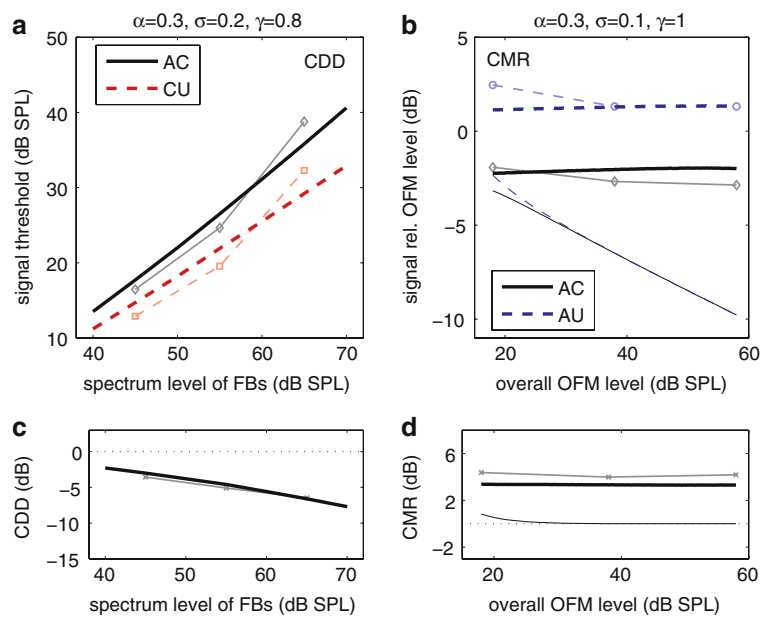 a
α=0.3, σ=0.2, γ=0.8
50
40
30
20
10
signal threshold (dB SPL)
AC
CU
CDD
40
50
60
70
spectrum level of FBs (dB SPL)
b
α=0.3, σ=0.1, γ=1
5
0
−5
−10
signal rel. OFM level (dB)
CMR
AC
AU
20
40
60
overall OFM level (dB SPL)
c
0
−5
−10
−15
CDD (dB)
40
50
60
70
spectrum level of FBs (dB SPL)
d
6
2
−2
CMR (dB)
20
40
60
overall OFM level (dB SPL)